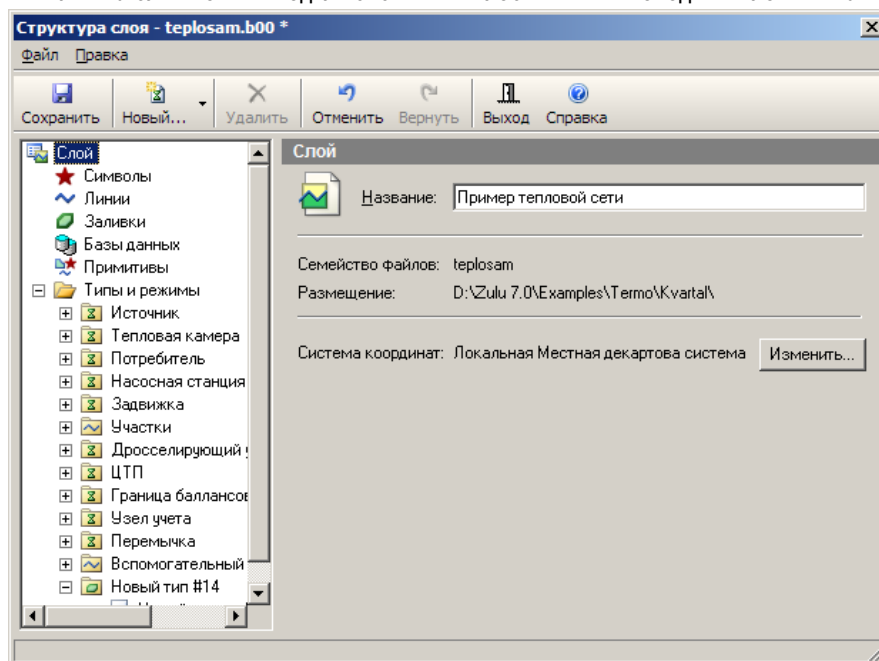 Структура слоя - teplosam.b00 *
Файл Правка
Сохранить Новый... Удалить Отменить Вернуть Выход Справка
Слой
Символы
Линии
Заливки
Базы данных
Примитивы
Типы и режимы
Источник
Тепловая камера
Потребитель
Насосная станция
Задвижка
Участки
Дросселирующий
ЦТП
Граница балансов
Узел учета
Перемычка
Вспомогательный
Новый тип #14
Слой
Название: Пример тепловой сети
Семейство файлов: teplosam
Размещение: D:\Zulu 7.0\Examples\Termo\Kvartal\
Система координат: Локальная Местная декартова система Изменить...